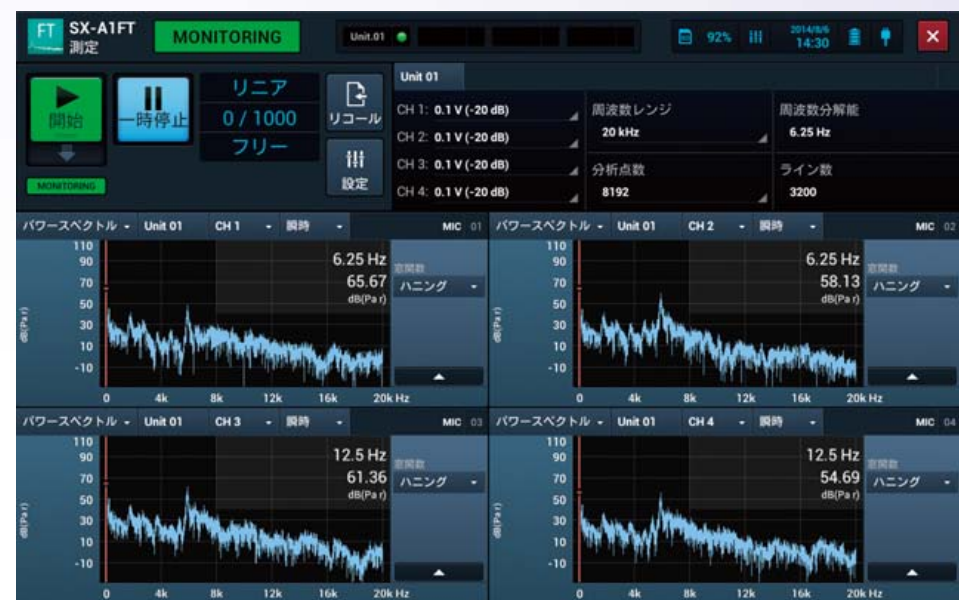 FT SX-A1FT
測定
MONITORING
Unit.01
92%
2014/8/6
14:30
開始
一時停止
リニア
0 / 1000
フリー
リコール
設定
MONITORING
Unit 01
CH 1: 0.1 V (-20 dB)
CH 2: 0.1 V (-20 dB)
CH 3: 0.1 V (-20 dB)
CH 4: 0.1 V (-20 dB)
周波数レンジ
20 kHz
周波数分解能
6.25 Hz
分析点数
8192
ライン数
3200
パワースペクトル Unit 01 CH 1 瞬時 MIC 01
110
90
70
50
30
10
-10
dB(Pa r)
6.25 Hz
65.67
dB(Pa r)
窓関数
ハニング
0 4k 8k 12k 16k 20k Hz
パワースペクトル Unit 01 CH 2 瞬時 MIC 02
110
90
70
50
30
10
-10
dB(Pa r)
6.25 Hz
58.13
dB(Pa r)
窓関数
ハニング
0 4k 8k 12k 16k 20k Hz
パワースペクトル Unit 01 CH 3 瞬時 MIC 03
110
90
70
50
30
10
-10
dB(Pa r)
12.5 Hz
61.36
dB(Pa r)
窓関数
ハニング
0 4k 8k 12k 16k 20k Hz
パワースペクトル Unit 01 CH 4 瞬時 MIC 04
110
90
70
50
30
10
-10
dB(Pa r)
12.5 Hz
54.69
dB(Pa r)
窓関数
ハニング
0 4k 8k 12k 16k 20k Hz